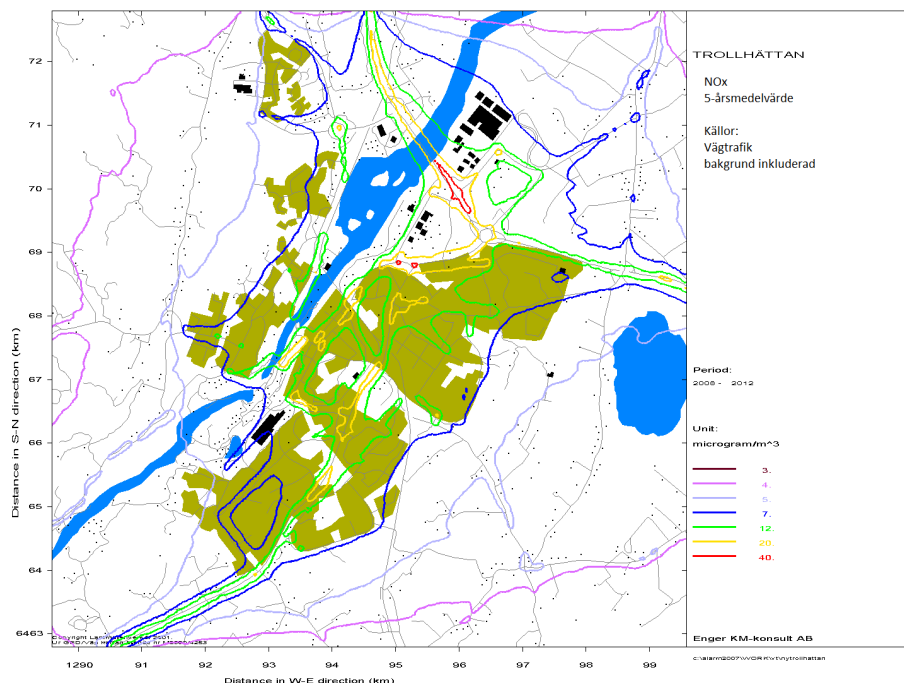 TROLLHÄTTAN
NOx
5-årsmedelvärde
Källor:
Vägtrafik
bakgrund inkluderad
Period:
2008 - 2012
Unit:
microgram/m^3
3.
4.
5.
7.
12.
20.
40.
Enger KM-konsult AB
Distance in S-N direction (km)
72
71
70
69
68
67
66
65
64
6463
1290
91
92
93
94
95
96
97
98
99
Distance in W-E direction (km)